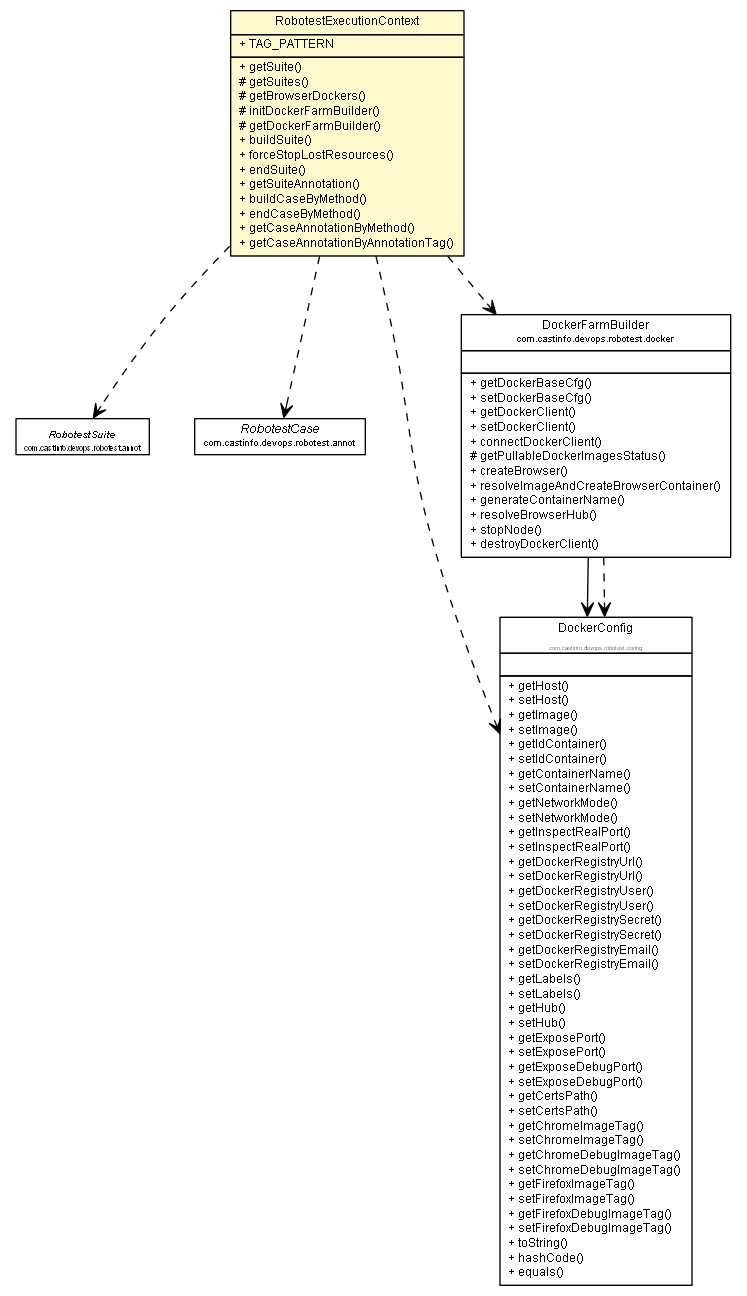 RobotestExecutionContext
+ TAG_PATTERN
+ getSuite()
# getSuites()
# getBrowserDockers()
# initDockerFarmBuilder()
# getDockerFarmBuilder()
+ buildSuite()
+ forceStopLostResources()
+ endSuite()
+ getSuiteAnnotation()
+ buildCaseByMethod()
+ endCaseByMethod()
+ getCaseAnnotationByMethod()
+ getCaseAnnotationByAnnotationTag()
RobotestSuite
com.castinfo.devops.robotest.annot
RobotestCase
com.castinfo.devops.robotest.annot
DockerFarmBuilder
com.castinfo.devops.robotest.docker
+ getDockerBaseCfg()
+ setDockerBaseCfg()
+ getDockerClient()
+ setDockerClient()
+ connectDockerClient()
# getPullableDockerImagesStatus()
+ createBrowser()
+ resolveImageAndCreateBrowserContainer()
+ generateContainerName()
+ resolveBrowserHub()
+ stopNode()
+ destroyDockerClient()
DockerConfig
com.castinfo.devops.robotest.config
+ getHost()
+ setHost()
+ getImage()
+ setImage()
+ getIdContainer()
+ setIdContainer()
+ getContainerName()
+ setContainerName()
+ getNetworkMode()
+ setNetworkMode()
+ getInspectRealPort()
+ setInspectRealPort()
+ getDockerRegistryUrl()
+ setDockerRegistryUrl()
+ getDockerRegistryUser()
+ setDockerRegistryUser()
+ getDockerRegistrySecret()
+ setDockerRegistrySecret()
+ getDockerRegistryEmail()
+ setDockerRegistryEmail()
+ getLabels()
+ setLabels()
+ getHub()
+ setHub()
+ getExposePort()
+ setExposePort()
+ getExposeDebugPort()
+ setExposeDebugPort()
+ getCertsPath()
+ setCertsPath()
+ getChromeImageTag()
+ setChromeImageTag()
+ getChromeDebugImageTag()
+ setChromeDebugImageTag()
+ getFirefoxImageTag()
+ setFirefoxImageTag()
+ getFirefoxDebugImageTag()
+ setFirefoxDebugImageTag()
+ toString()
+ hashCode()
+ equals()